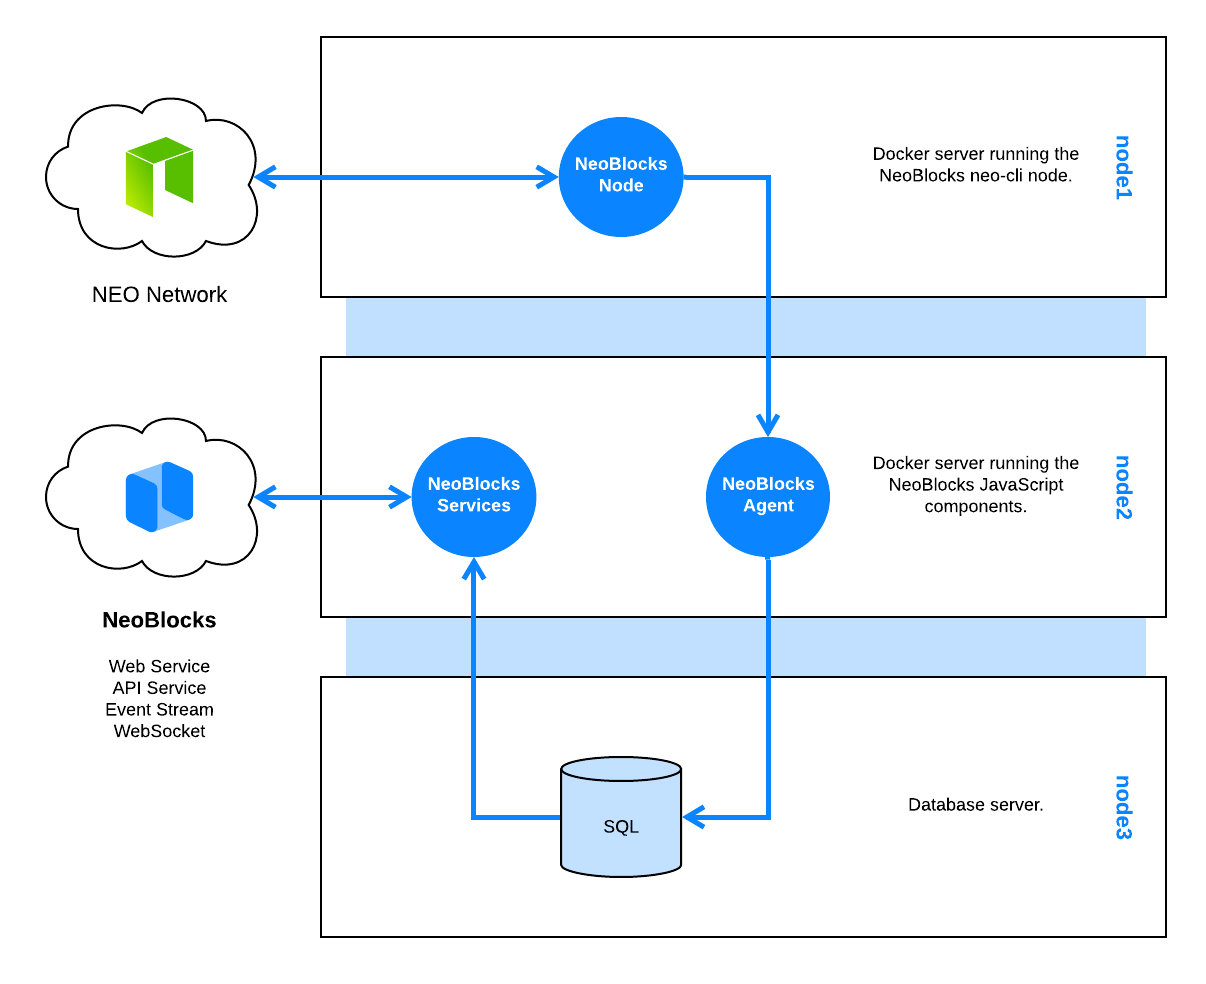 NeoBlocks
Node
Docker server running the
NeoBlocks neo-cli node.
node1
NEO Network
NeoBlocks
Services
NeoBlocks
Agent
Docker server running the
NeoBlocks JavaScript
components.
node2
NeoBlocks
Web Service
API Service
Event Stream
WebSocket
SQL
Database server.
node3